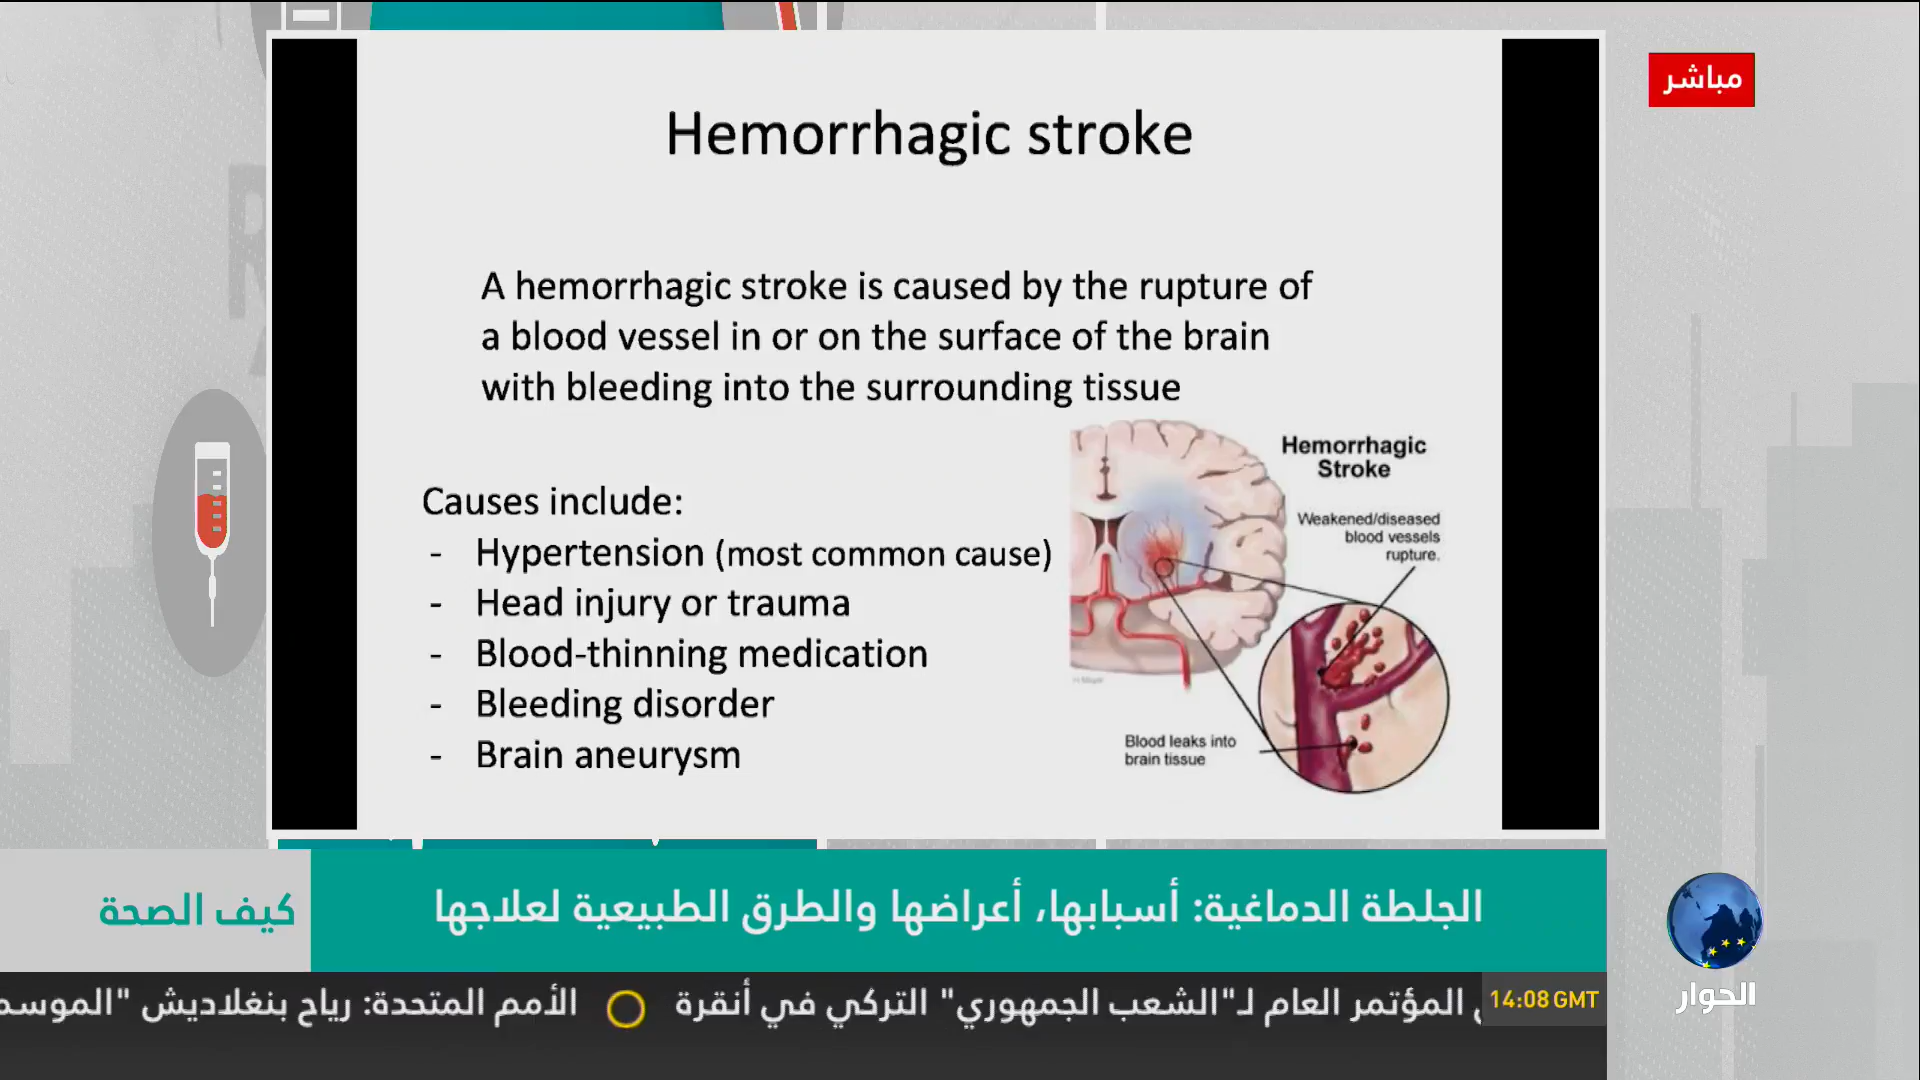 مباشر
Hemorrhagic stroke
A hemorrhagic stroke is caused by the rupture of
a blood vessel in or on the surface of the brain
with bleeding into the surrounding tissue
Causes include:
- Hypertension (most common cause)
- Head injury or trauma
- Blood-thinning medication
- Bleeding disorder
- Brain aneurysm
Hemorrhagic
Stroke
Weakened/diseased
blood vessels
rupture.
Blood leaks into
brain tissue
الجلطة الدماغية: أسبابها، أعراضها والطرق الطبيعية لعلاجها
كيف الصحة
الحوار
14:08 GMT
المؤتمر العام لـ"الشعب الجمهوري" التركي في أنقرة
الأمم المتحدة: رياح بنغلاديش "الموسم